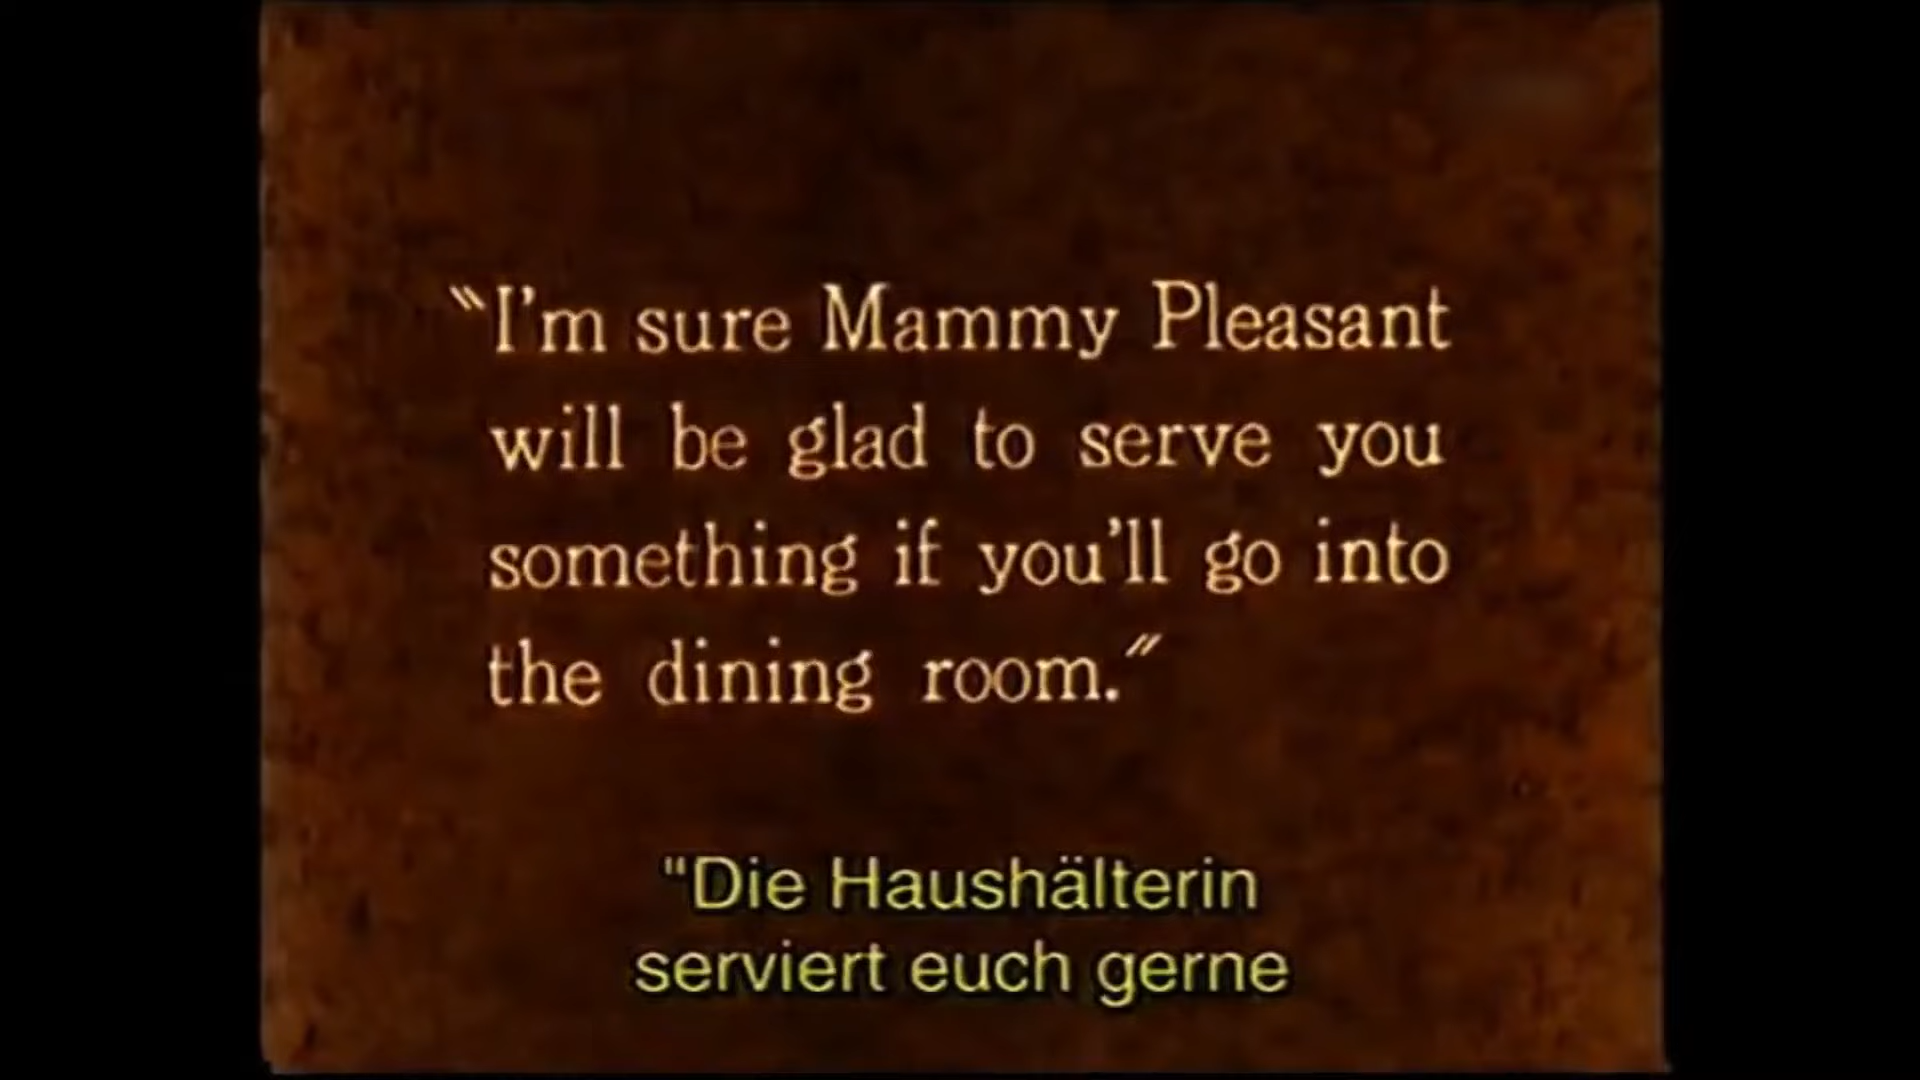 "I'm sure Mammy Pleasant
will be glad to serve you
something if you'll go into
the dining room."
"Die Haushälterin
serviert euch gerne